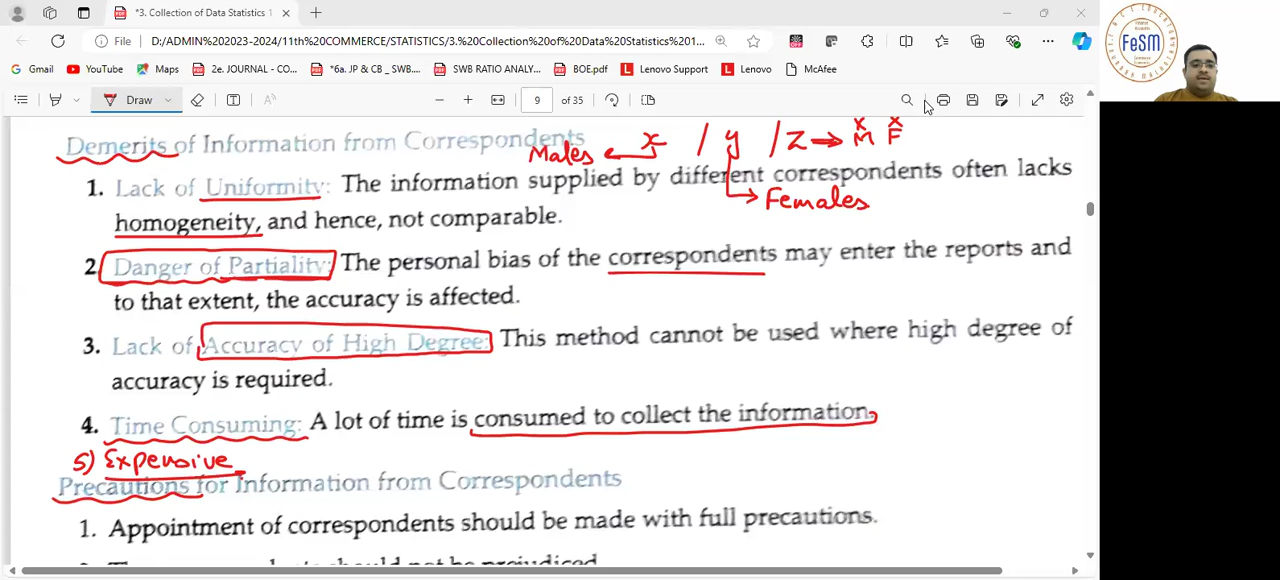 *3. Collection of Data Statistics 1
File D:/ADMIN%202023-2024/11th%20COMMERCE/STATS/3.%20Collection%20of%20Data%20Statistics%201...
Gmail YouTube Maps 2e. JOURNAL - CO... *6a. JP & CB _ SWB.... SWB RATIO ANALY... BOE.pdf Lenovo Support Lenovo McAfee
Draw 9 of 35
FeSM
Demerits of Information from Correspondents
x / y / z → M F
Males
Females
1. Lack of Uniformity: The information supplied by different correspondents often lacks
homogeneity, and hence, not comparable.
2. Danger of Partiality: The personal bias of the correspondents may enter the reports and
to that extent, the accuracy is affected.
3. Lack of Accuracy of High Degree: This method cannot be used where high degree of
accuracy is required.
4. Time Consuming: A lot of time is consumed to collect the information.
5) Expensive
Precautions for Information from Correspondents
1. Appointment of correspondents should be made with full precautions.
should not be prejudiced